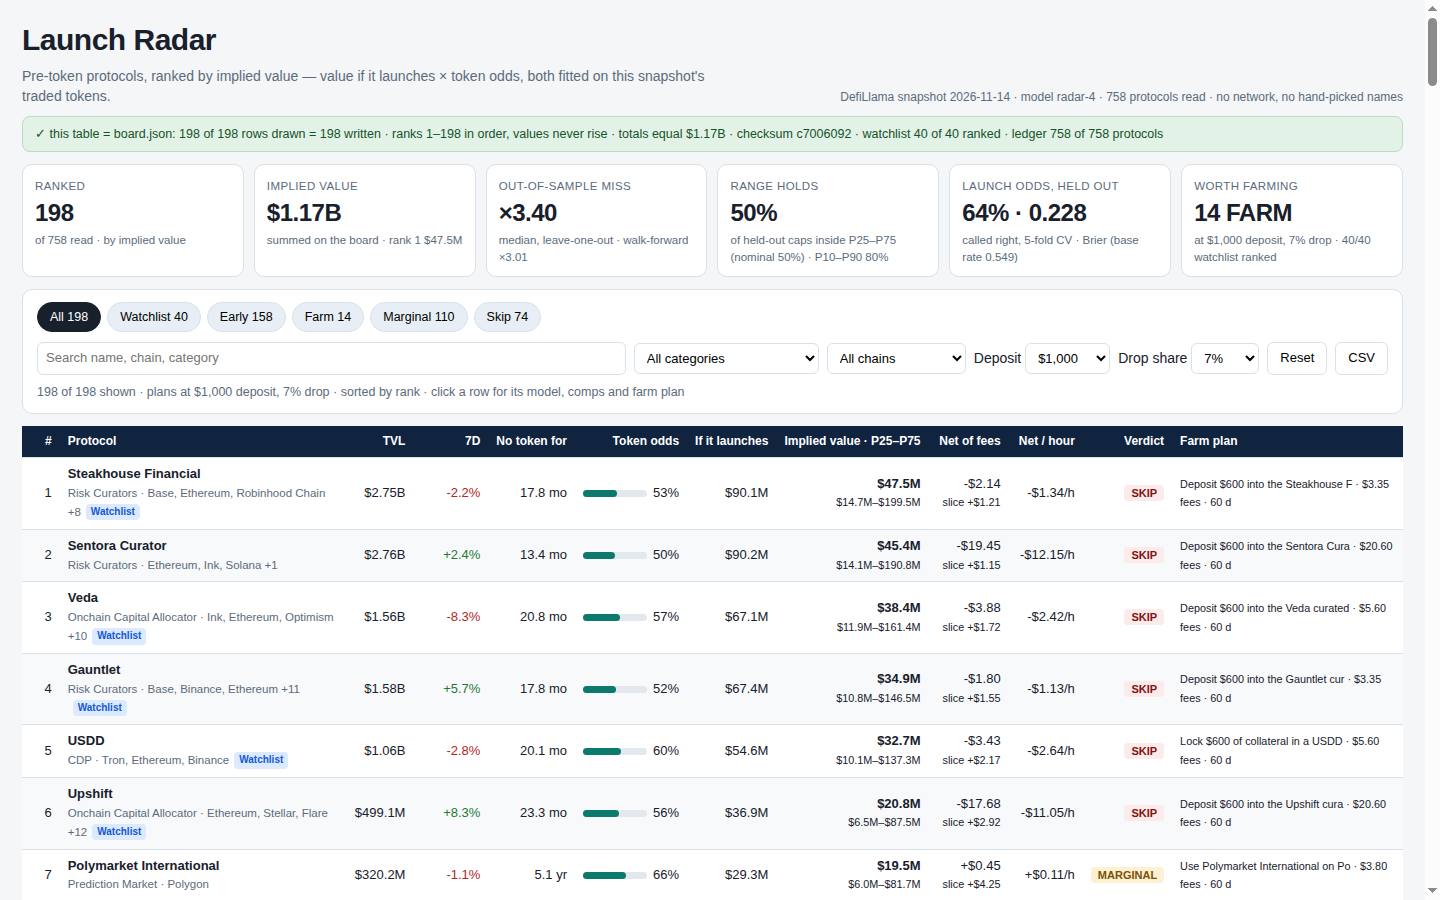 Launch Radar
Pre-token protocols, ranked by implied value — value if it launches × token odds, both fitted on this snapshot's
traded tokens.
DefiLlama snapshot 2026-11-14 · model radar-4 · 758 protocols read · no network, no hand-picked names
✓ this table = board.json: 198 of 198 rows drawn = 198 written · ranks 1–198 in order, values never rise · totals equal $1.17B · checksum c7006092 · watchlist 40 of 40 ranked · ledger 758 of 758 protocols
RANKED
198
of 758 read · by implied value
IMPLIED VALUE
$1.17B
summed on the board · rank 1 $47.5M
OUT-OF-SAMPLE MISS
×3.40
median, leave-one-out · walk-forward
×3.01
RANGE HOLDS
50%
of held-out caps inside P25–P75
(nominal 50%) · P10–P90 80%
LAUNCH ODDS, HELD OUT
64% · 0.228
called right, 5-fold CV · Brier (base
rate 0.549)
WORTH FARMING
14 FARM
at $1,000 deposit, 7% drop · 40/40
watchlist ranked
All 198 Watchlist 40 Early 158 Farm 14 Marginal 110 Skip 74
Search name, chain, category All categories All chains Deposit $1,000 Drop share 7% Reset CSV
198 of 198 shown · plans at $1,000 deposit, 7% drop · sorted by rank · click a row for its model, comps and farm plan
# Protocol TVL 7D No token for Token odds If it launches Implied value · P25–P75 Net of fees Net / hour Verdict Farm plan
Steakhouse Financial
1 Risk Curators · Base, Ethereum, Robinhood Chain
+8 Watchlist
$2.75B -2.2% 17.8 mo 53% $90.1M
$47.5M
$14.7M–$199.5M
-$2.14
slice +$1.21
-$1.34/h SKIP
Deposit $600 into the Steakhouse F · $3.35
fees · 60 d
Sentora Curator
2 Risk Curators · Ethereum, Ink, Solana +1
$2.76B +2.4% 13.4 mo 50% $90.2M
$45.4M
$14.1M–$190.8M
-$19.45
slice +$1.15
-$12.15/h SKIP
Deposit $600 into the Sentora Cura · $20.60
fees · 60 d
Veda
3 Onchain Capital Allocator · Ink, Ethereum, Optimism
+10 Watchlist
$1.56B -8.3% 20.8 mo 57% $67.1M
$38.4M
$11.9M–$161.4M
-$3.88
slice +$1.72
-$2.42/h SKIP
Deposit $600 into the Veda curated · $5.60
fees · 60 d
Gauntlet
4 Risk Curators · Base, Binance, Ethereum +11
Watchlist
$1.58B +5.7% 17.8 mo 52% $67.4M
$34.9M
$10.8M–$146.5M
-$1.80
slice +$1.55
-$1.13/h SKIP
Deposit $600 into the Gauntlet cur · $3.35
fees · 60 d
USDD
5 CDP · Tron, Ethereum, Binance Watchlist
$1.06B -2.8% 20.1 mo 60% $54.6M
$32.7M
$10.1M–$137.3M
-$3.43
slice +$2.17
-$2.64/h SKIP
Lock $600 of collateral in a USDD · $5.60
fees · 60 d
Upshift
6 Onchain Capital Allocator · Ethereum, Stellar, Flare
+12 Watchlist
$499.1M +8.3% 23.3 mo 56% $36.9M
$20.8M
$6.5M–$87.5M
-$17.68
slice +$2.92
-$11.05/h SKIP
Deposit $600 into the Upshift cura · $20.60
fees · 60 d
Polymarket International
7 Prediction Market · Polygon
$320.2M -1.1% 5.1 yr 66% $29.3M
$19.5M
$6.0M–$81.7M
+$0.45
slice +$4.25
+$0.11/h MARGINAL
Use Polymarket International on Po · $3.80
fees · 60 d